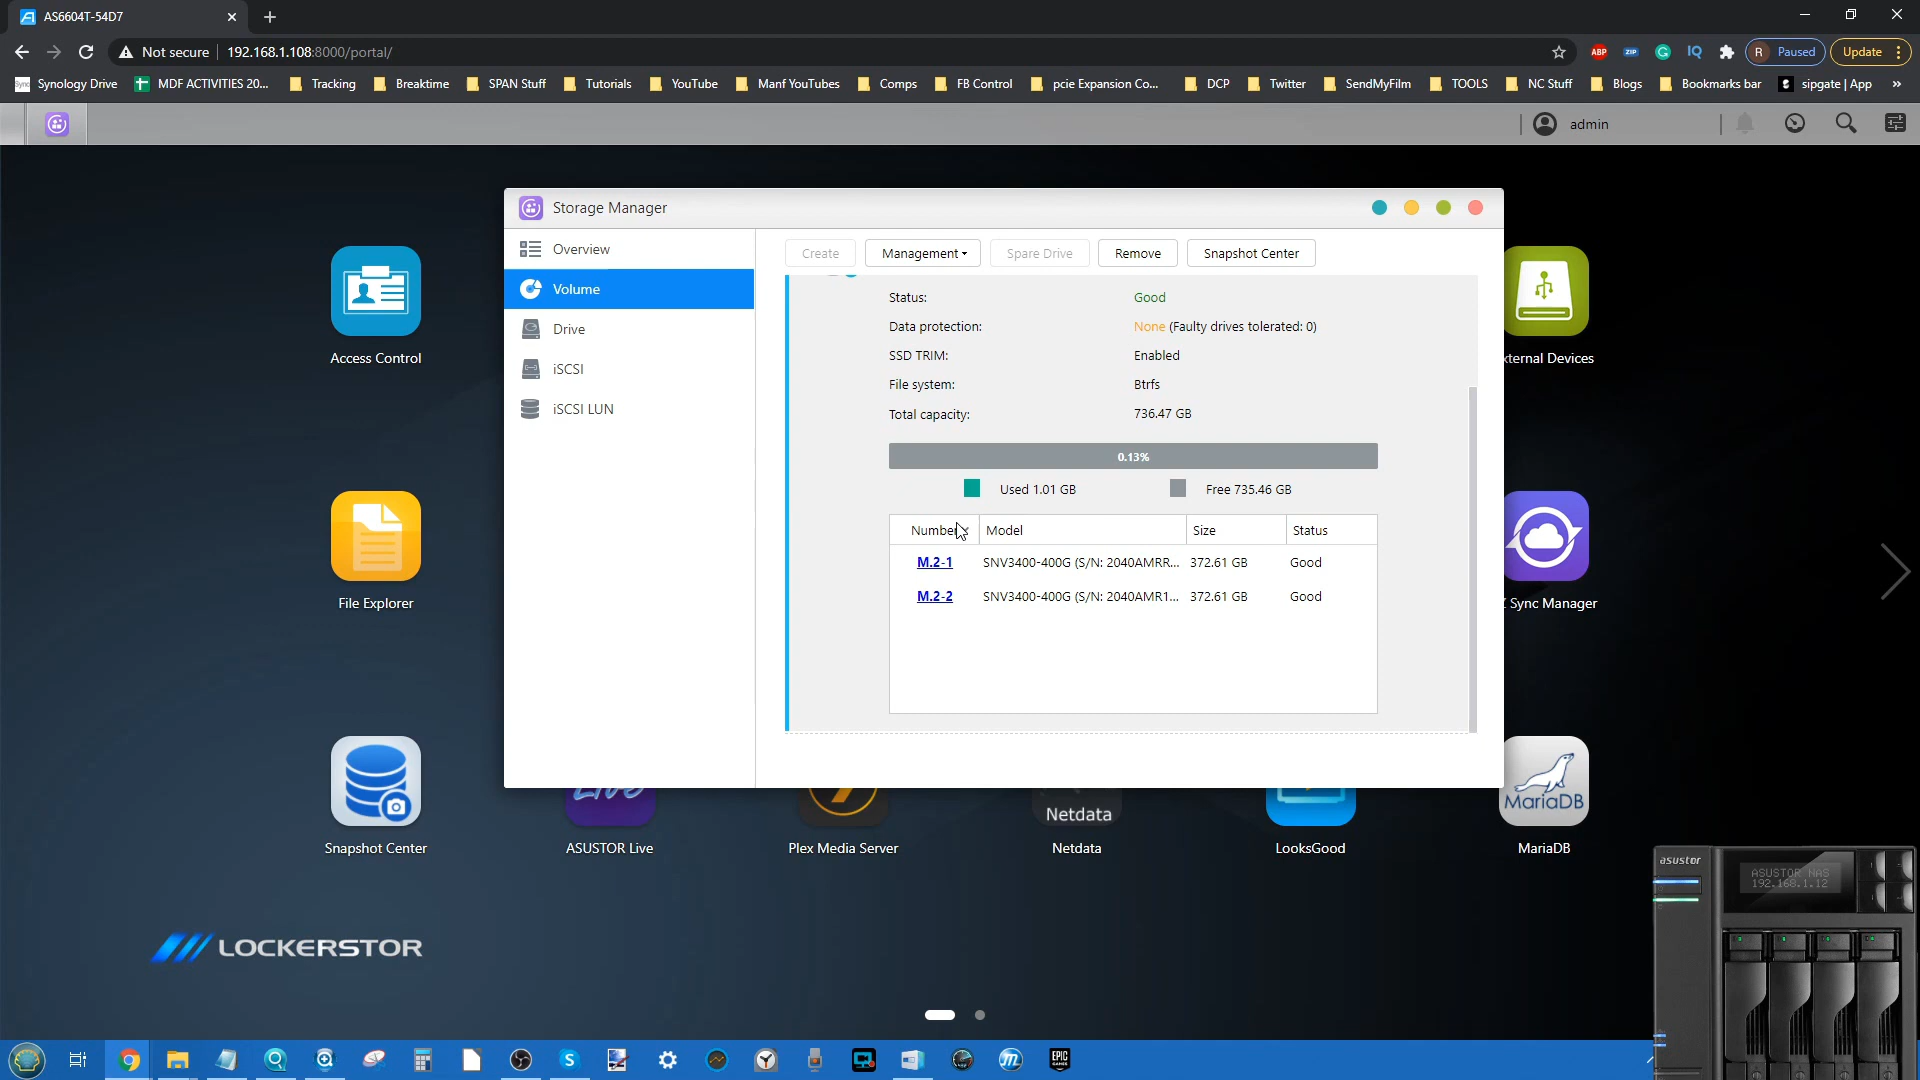 AS6604T-54D7
Not secure
192.168.1.108:8000/portal/
ABP
ZIP
IQ
R
Paused
Update
Synology Drive
MDF ACTIVITIES 20...
Tracking
Breaktime
SPAN Stuff
Tutorials
YouTube
Manf YouTubes
Comps
FB Control
pcie Expansion Co...
DCP
Twitter
SendMyFilm
TOOLS
NC Stuff
Blogs
Bookmarks bar
sipgate | App
»
admin
Storage Manager
Overview
Volume
Drive
iSCSI
iSCSI LUN
Create
Management
Spare Drive
Remove
Snapshot Center
Status:
Good
Data protection:
None (Faulty drives tolerated: 0)
SSD TRIM:
Enabled
File system:
Btrfs
Total capacity:
736.47 GB
0.13%
Used 1.01 GB
Free 735.46 GB
Number
Model
Size
Status
M.2-1
SNV3400-400G (S/N: 2040AMRR...
372.61 GB
Good
M.2-2
SNV3400-400G (S/N: 2040AMR1...
372.61 GB
Good
Access Control
xternal Devices
File Explorer
Z Sync Manager
Snapshot Center
Live
ASUSTOR Live
Plex Media Server
Netdata
Netdata
LooksGood
MariaDB
MariaDB
LOCKERSTOR
asustor
ASUSTOR NAS
192.168.1.12
EPIC
GAMES